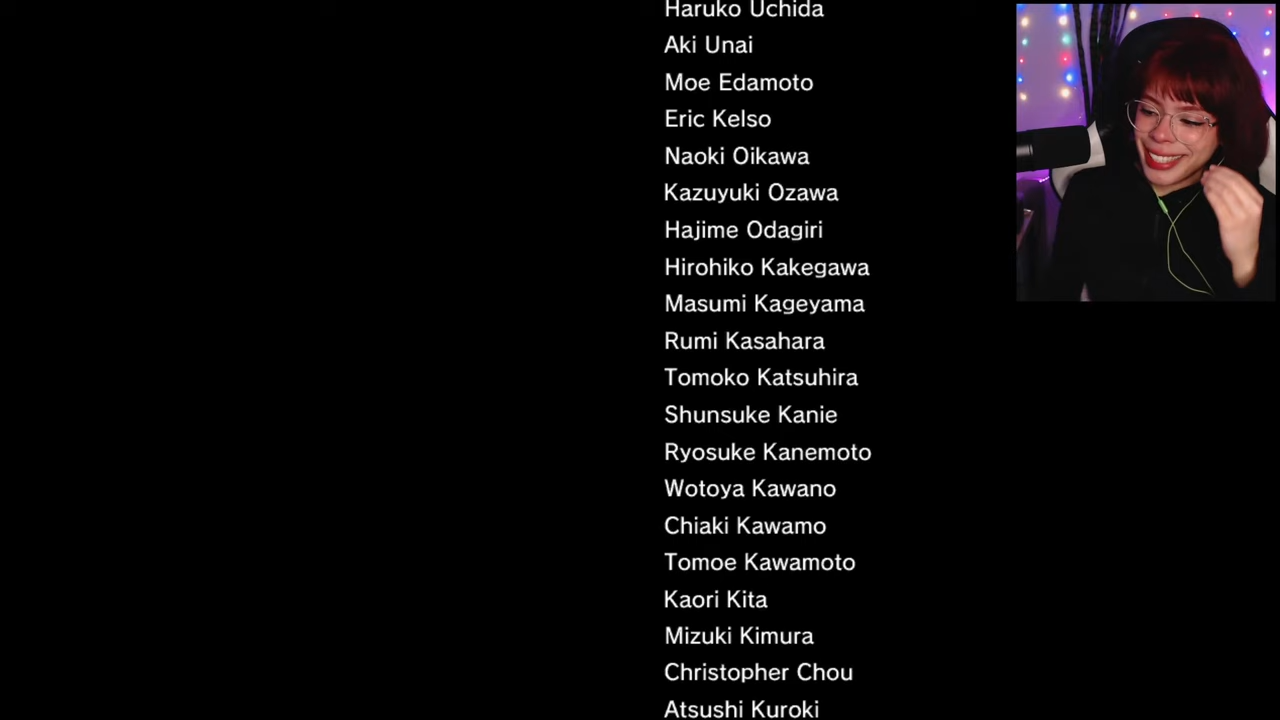 Haruko Uchida
Aki Unai
Moe Edamoto
Eric Kelso
Naoki Oikawa
Kazuyuki Ozawa
Hajime Odagiri
Hirohiko Kakegawa
Masumi Kageyama
Rumi Kasahara
Tomoko Katsuhira
Shunsuke Kanie
Ryosuke Kanemoto
Wotoya Kawano
Chiaki Kawamo
Tomoe Kawamoto
Kaori Kita
Mizuki Kimura
Christopher Chou
Atsushi Kuroki